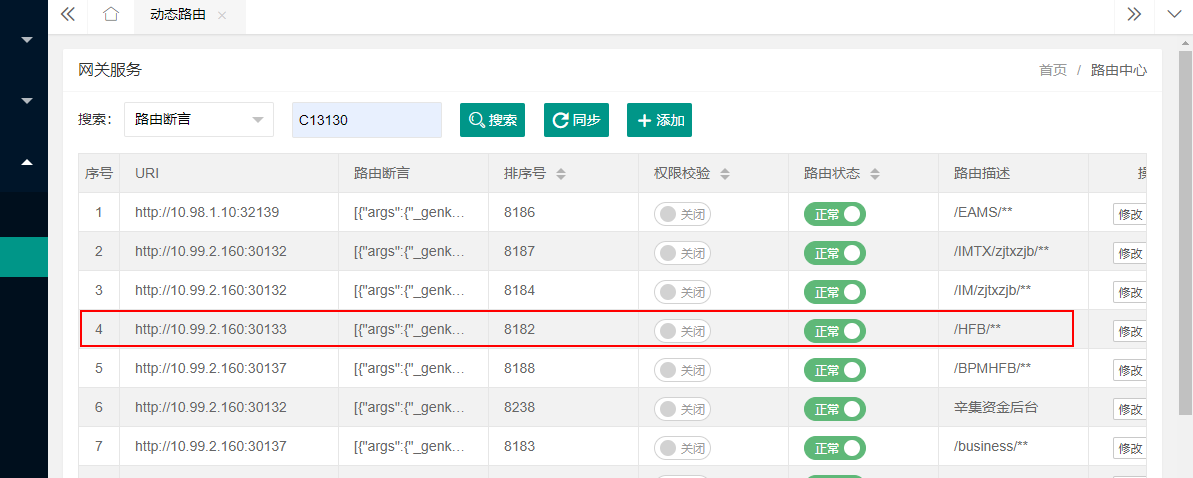 动态路由
网关服务 首页 / 路由中心
搜索： 路由断言 C13130 搜索 同步 添加
序号 URI 路由断言 排序号 权限校验 路由状态 路由描述
1 http://10.98.1.10:32139 [{"args":{"_genk... 8186 关闭 正常 /EAMS/** 修改
2 http://10.99.2.160:30132 [{"args":{"_genk... 8187 关闭 正常 /IMTX/zjtxzjb/** 修改
3 http://10.99.2.160:30132 [{"args":{"_genk... 8184 关闭 正常 /IM/zjtxzjb/** 修改
4 http://10.99.2.160:30133 [{"args":{"_genk... 8182 关闭 正常 /HFB/** 修改
5 http://10.99.2.160:30137 [{"args":{"_genk... 8188 关闭 正常 /BPMHFB/** 修改
6 http://10.99.2.160:30132 [{"args":{"_genk... 8238 关闭 正常 辛集资金后台 修改
7 http://10.99.2.160:30137 [{"args":{"_genk... 8183 关闭 正常 /business/** 修改